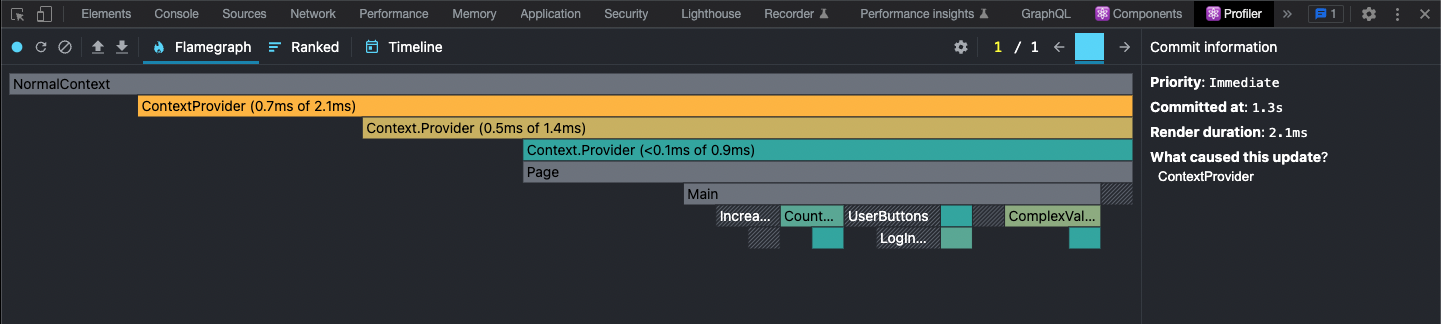 Elements Console Sources Network Performance Memory Application Security Lighthouse Recorder Performance insights GraphQL Components Profiler » 1
Flamegraph Ranked Timeline 1 / 1 Commit information
NormalContext
ContextProvider (0.7ms of 2.1ms)
Context.Provider (0.5ms of 1.4ms)
Context.Provider (<0.1ms of 0.9ms)
Page
Main
Increa... Count... UserButtons ComplexVal...
LogIn...
Priority: Immediate
Committed at: 1.3s
Render duration: 2.1ms
What caused this update?
ContextProvider